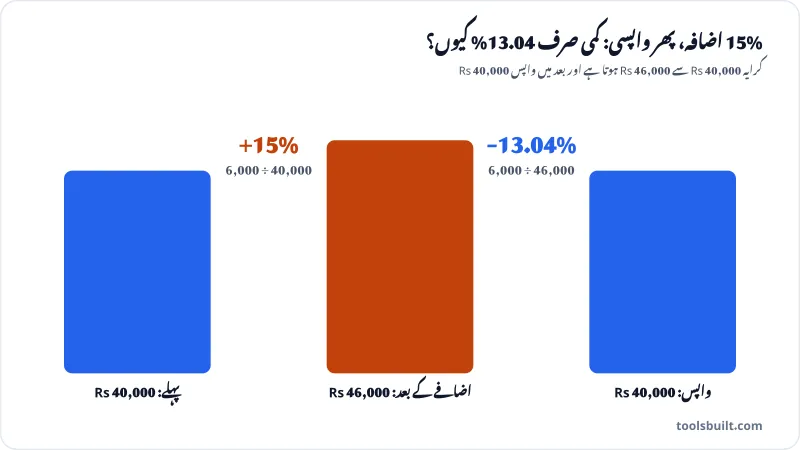 15% اضافہ، پھر واپسی: کمی صرف 13.04% کیوں؟
کرایہ Rs 40,000 سے Rs 46,000 ہوتا ہے اور بعد میں واپس Rs 40,000
+15%
6,000 ÷ 40,000
−13.04%
6,000 ÷ 46,000
پہلے: Rs 40,000
اضافے کے بعد: Rs 46,000
واپس: Rs 40,000
toolsbuilt.com